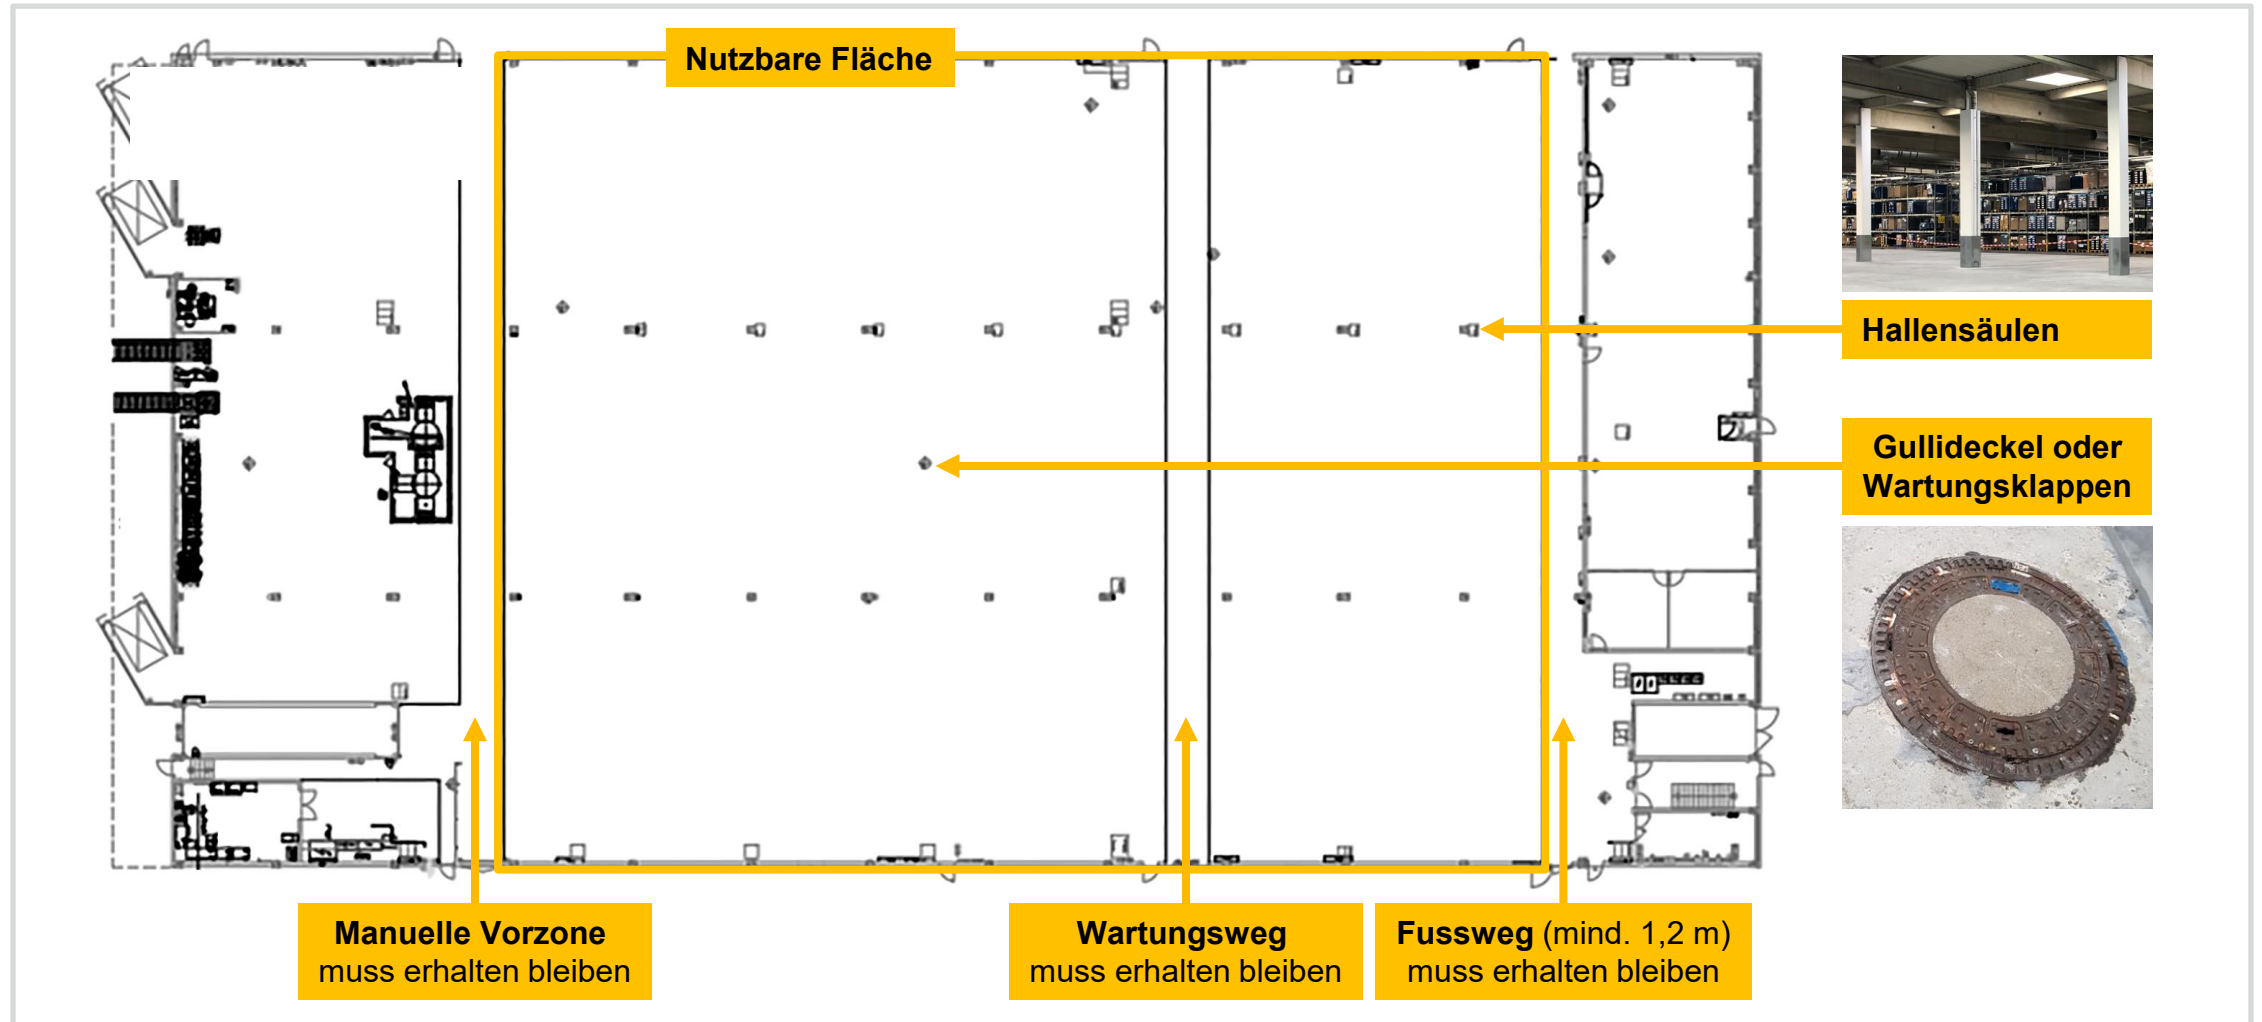 Nutzbare Fläche
Hallensäulen
Gullideckel oder
Wartungsklappen
Manuelle Vorzone
muss erhalten bleiben
Wartungsweg
muss erhalten bleiben
Fussweg (mind. 1,2 m)
muss erhalten bleiben